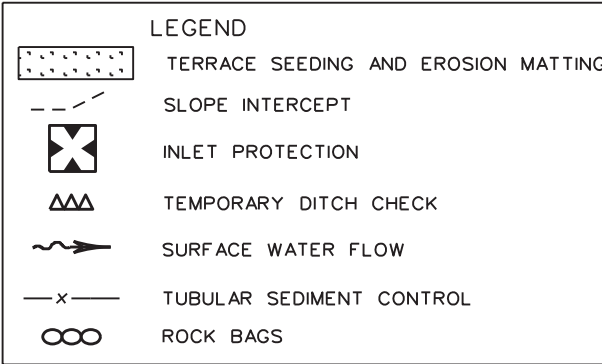 LEGEND
TERRACE SEEDING AND EROSION MATTING
SLOPE INTERCEPT
INLET PROTECTION
TEMPORARY DITCH CHECK
SURFACE WATER FLOW
TUBULAR SEDIMENT CONTROL
ROCK BAGS